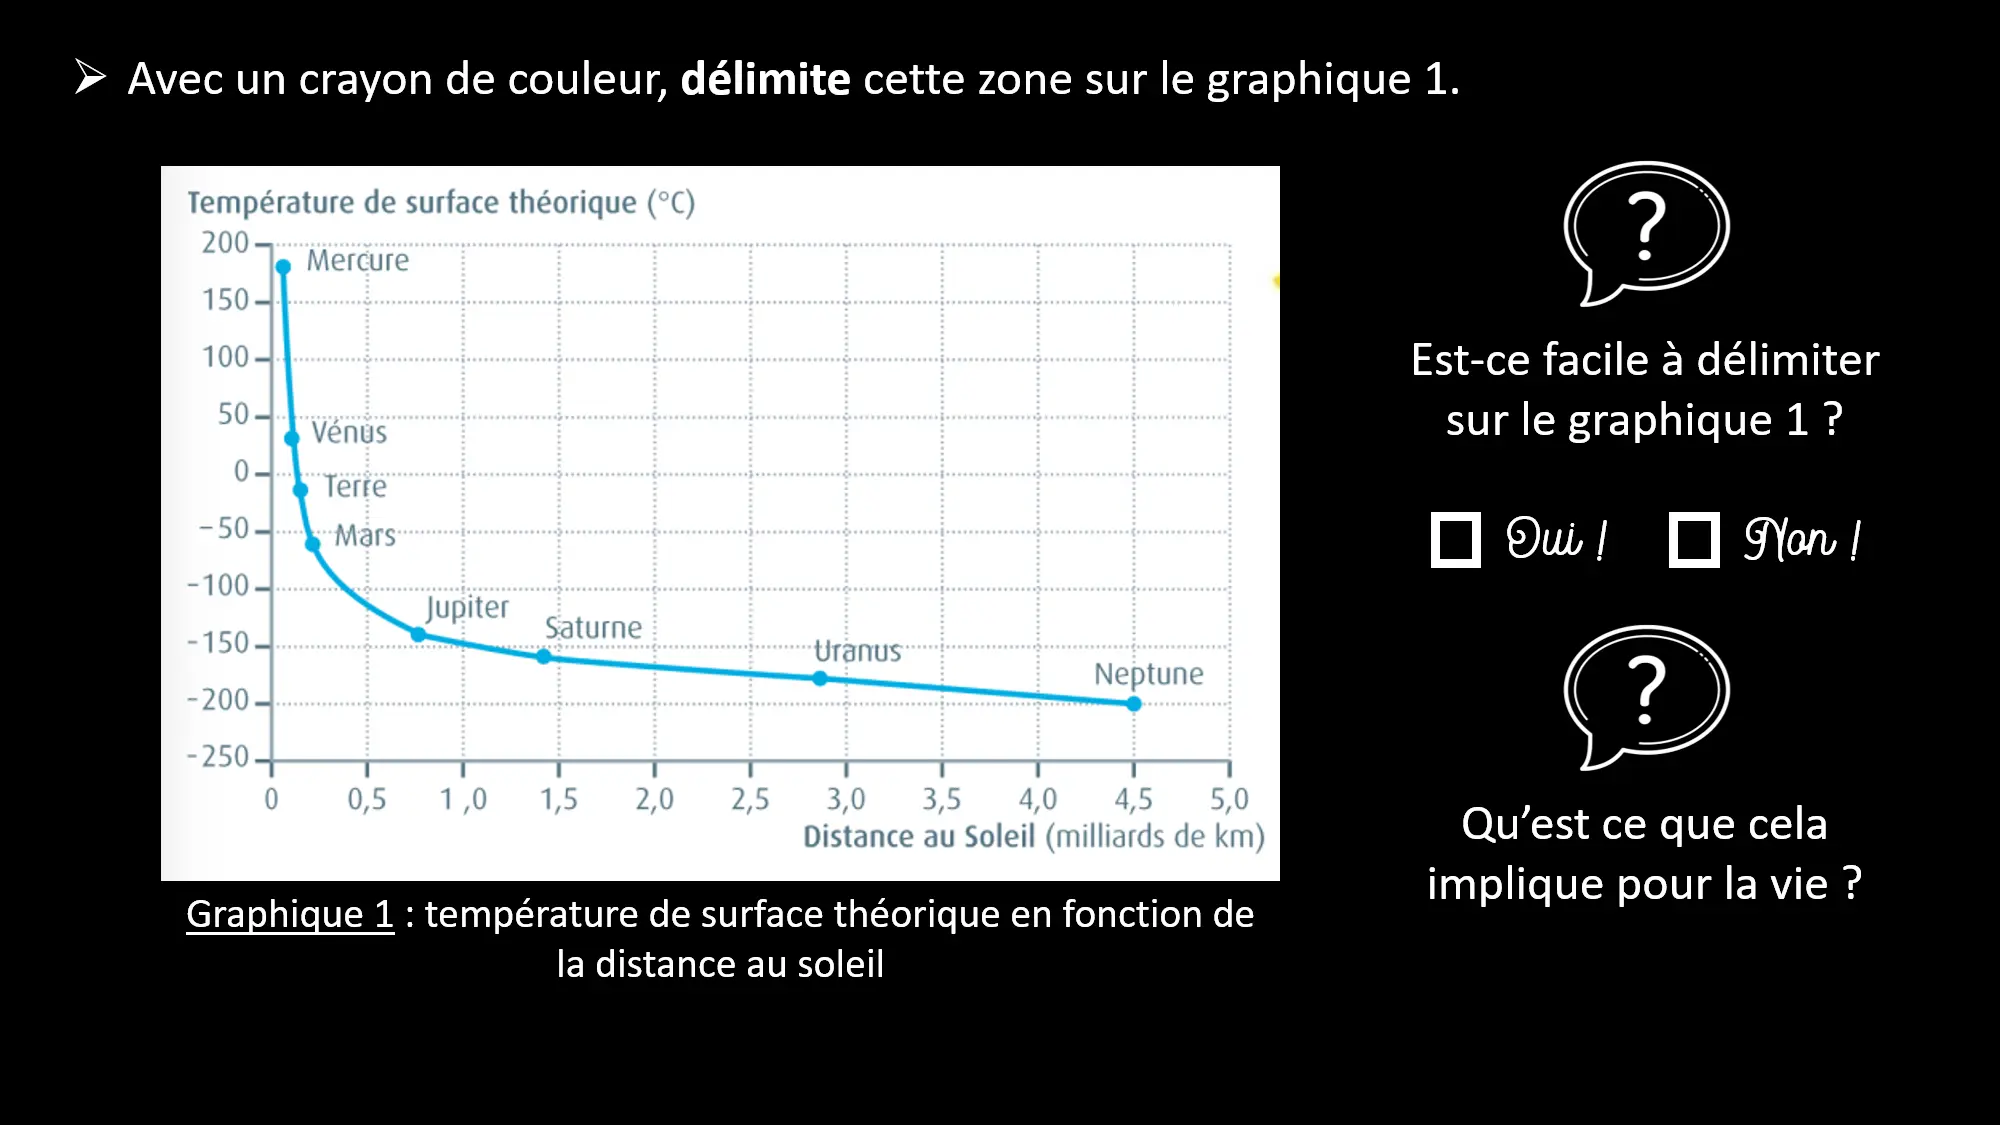 ➢ Avec un crayon de couleur, délimite cette zone sur le graphique 1.
Température de surface théorique (°C)
200
150
100
50
0
-50
-100
-150
-200
-250
Mercure
Vénus
Terre
Mars
Jupiter
Saturne
Uranus
Neptune
0 0,5 1,0 1,5 2,0 2,5 3,0 3,5 4,0 4,5 5,0
Distance au Soleil (milliards de km)
Graphique 1 : température de surface théorique en fonction de
la distance au soleil
?
Est-ce facile à délimiter
sur le graphique 1 ?
Oui ! Non !
?
Qu’est ce que cela
implique pour la vie ?